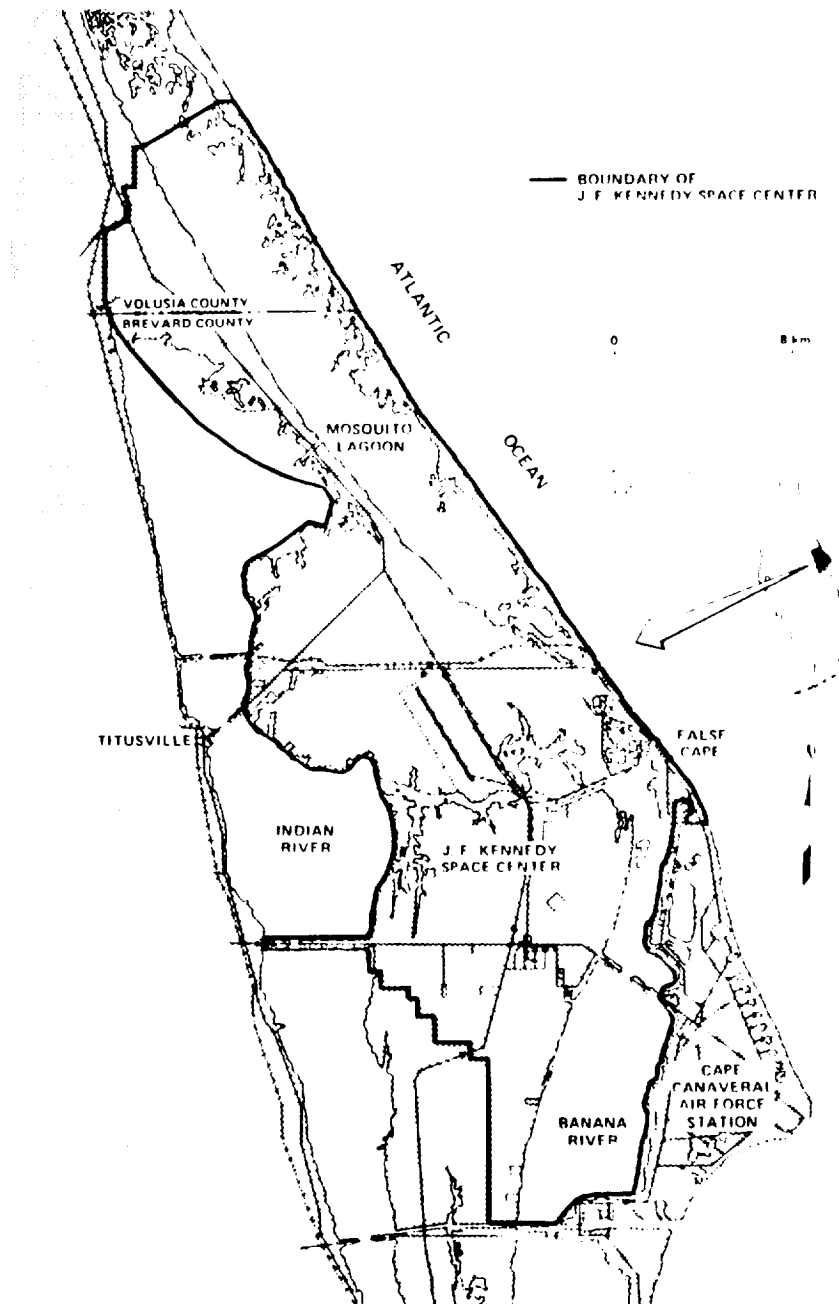 BOUNDARY OF
J. F. KENNEDY SPACE CENTER
ATLANTIC
OCEAN
VOLUSIA COUNTY
BREVARD COUNTY
0
8 km
MOSQUITO
LAGOON
FALSE
CAPE
TITUSVILLE
INDIAN
RIVER
J. F. KENNEDY
SPACE CENTER
CAPE
CANAVERAL
AIR FORCE
STATION
BANANA
RIVER